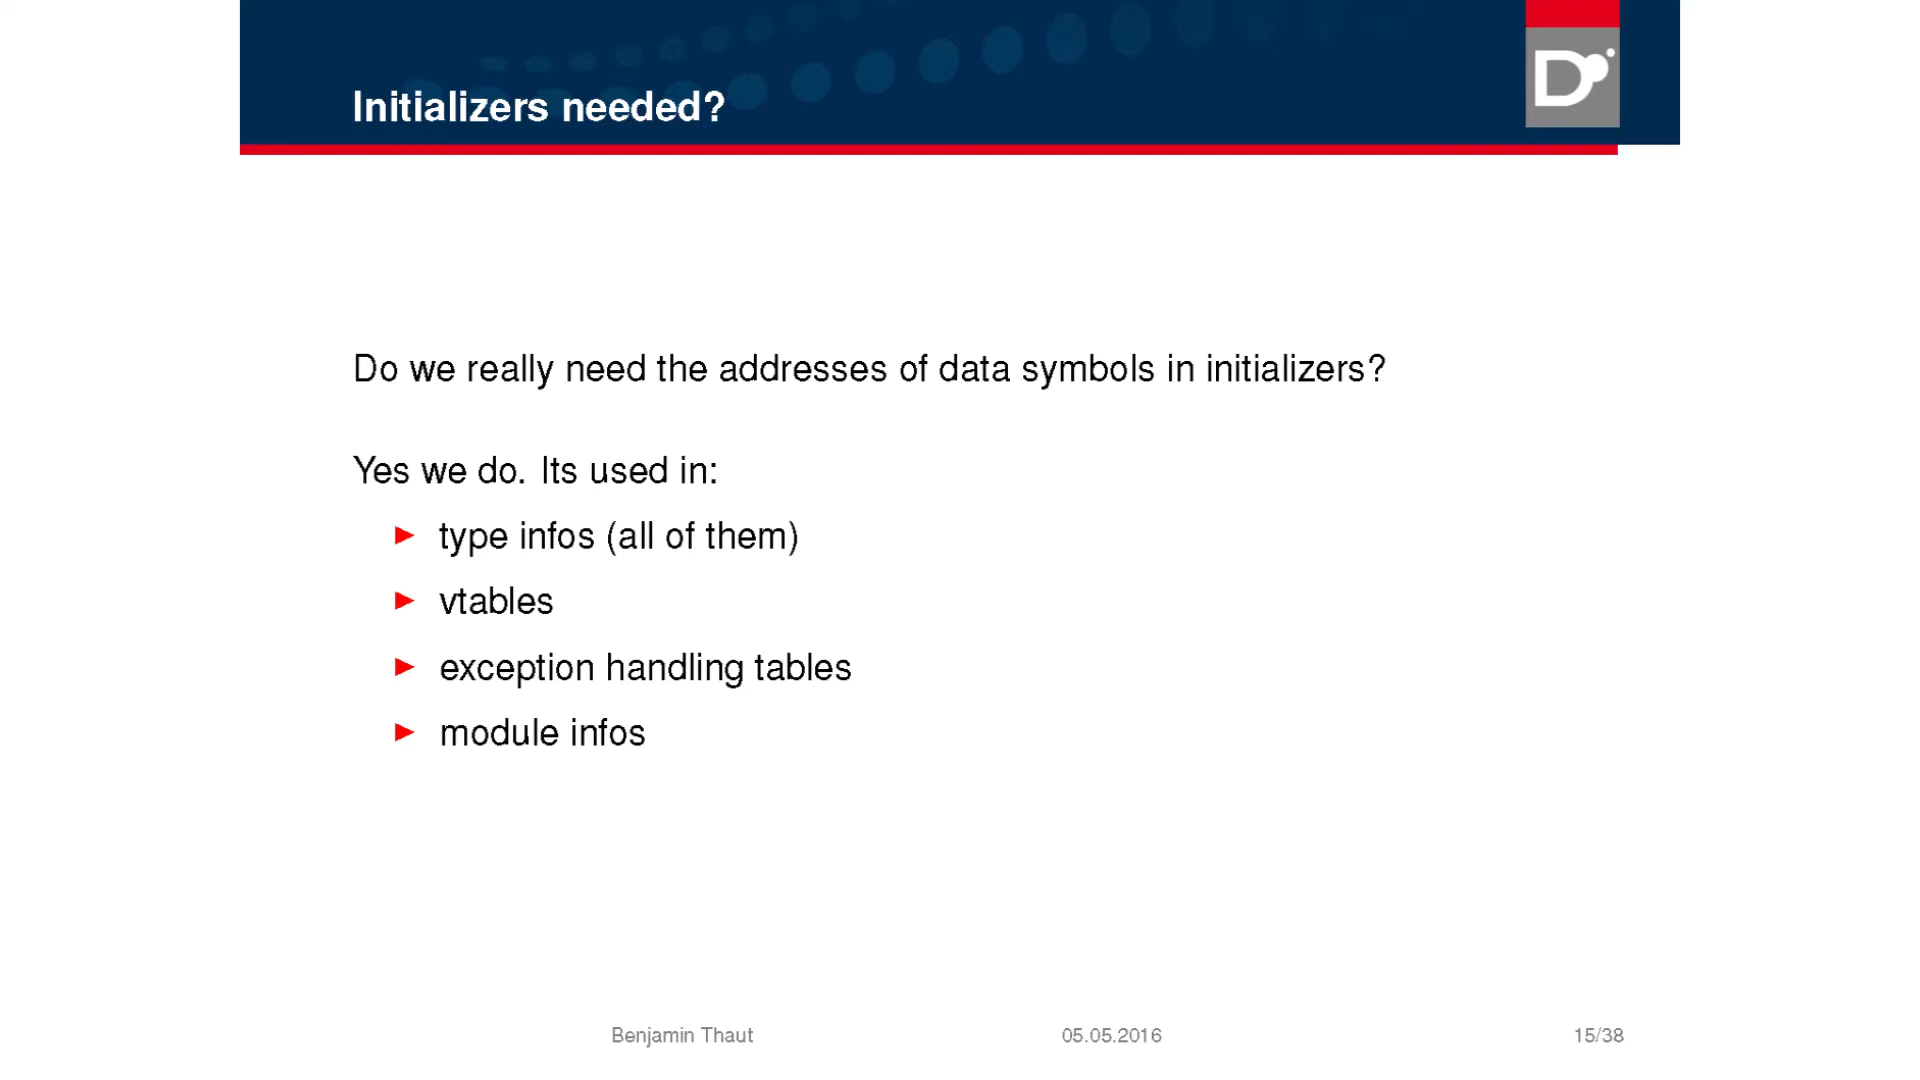 Initializers needed?
D
Do we really need the addresses of data symbols in initializers?
Yes we do. Its used in:
type infos (all of them)
vtables
exception handling tables
module infos
Benjamin Thaut 05.05.2016 15/38